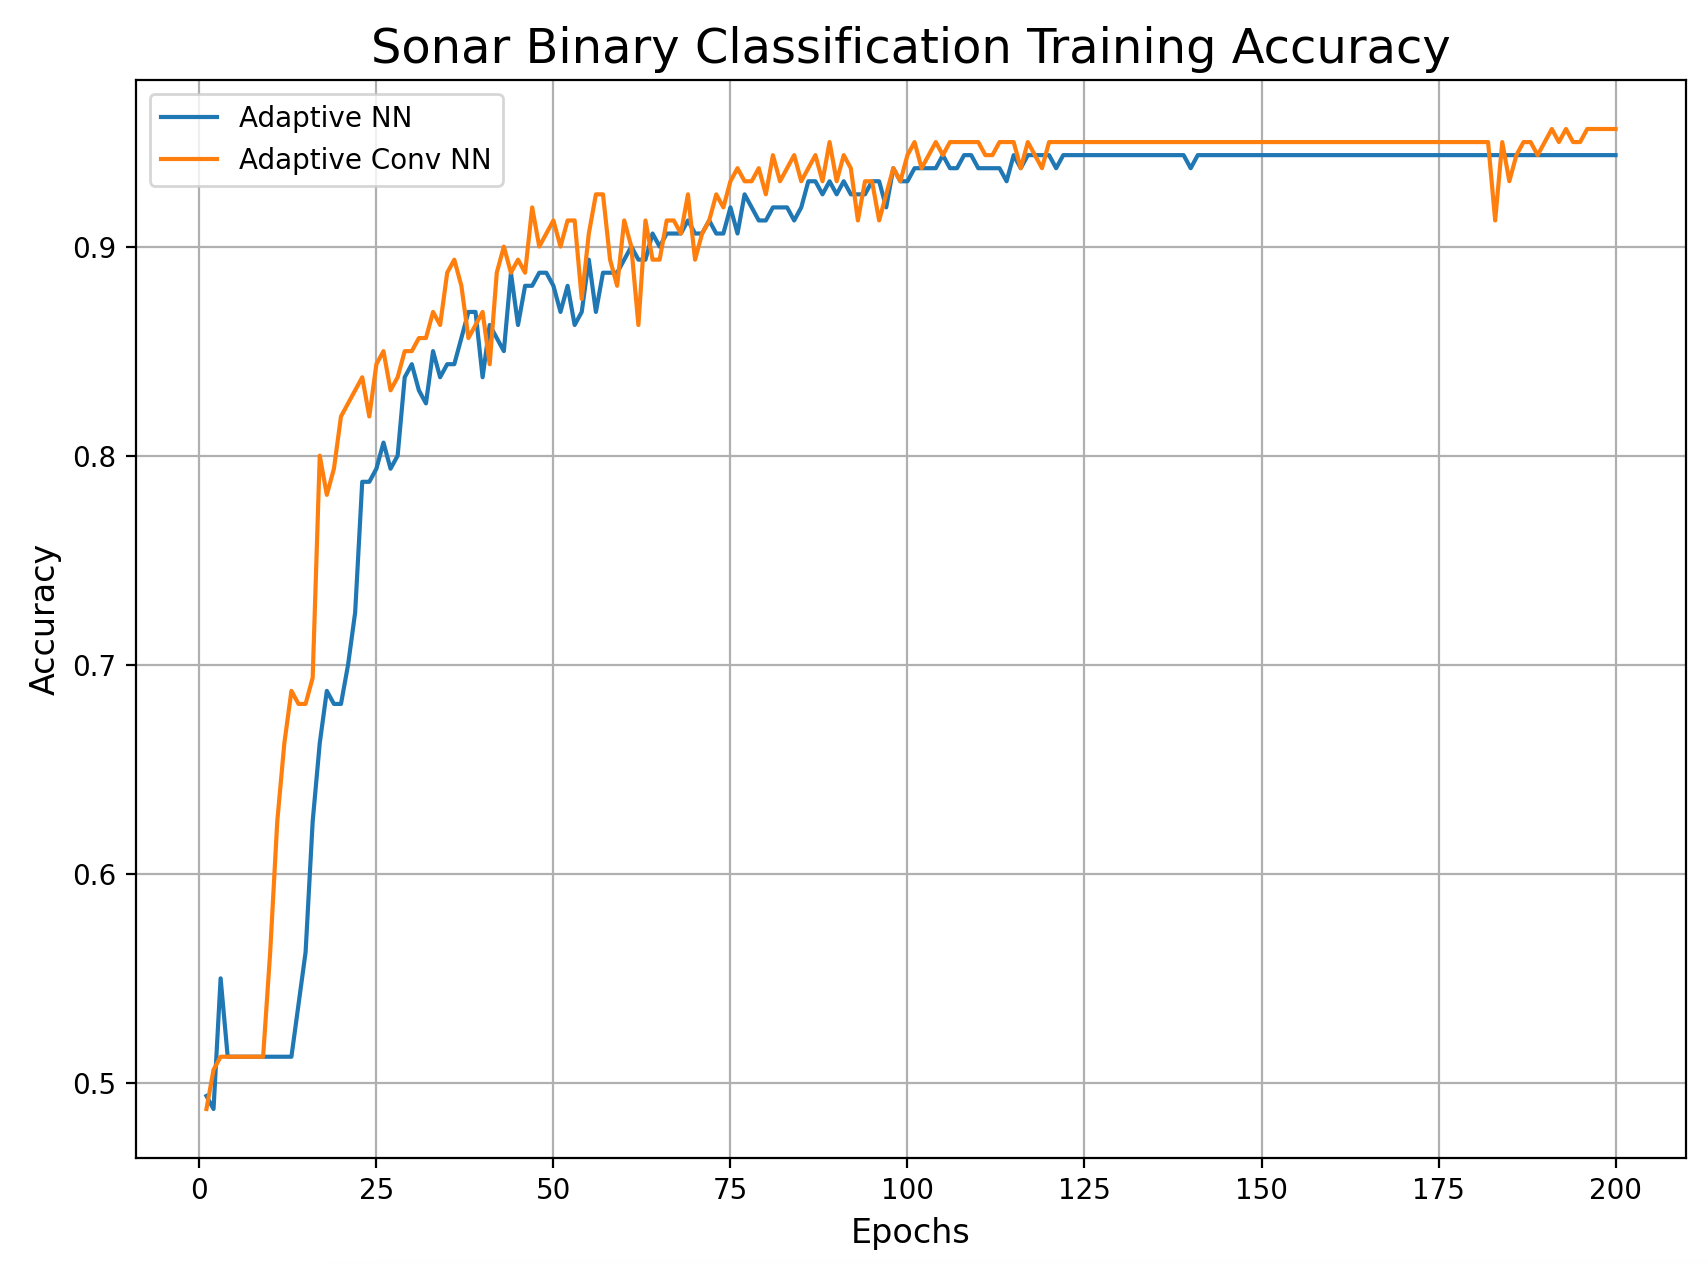 Sonar Binary Classification Training Accuracy
Adaptive NN
Adaptive Conv NN
Accuracy
0.9
0.8
0.7
0.6
0.5
0 25 50 75 100 125 150 175 200
Epochs